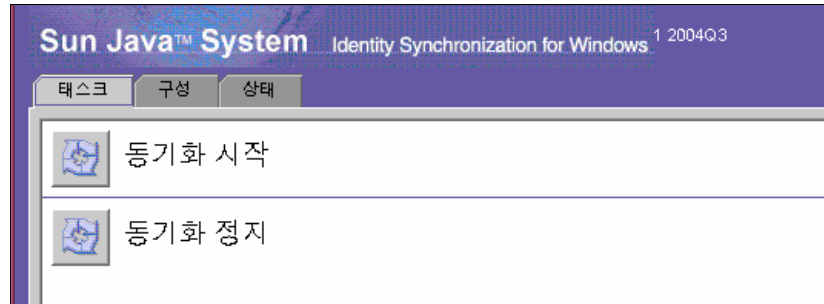 Sun Java™ System Identity Synchronization for Windows 1 2004Q3
태스크 구성 상태
동기화 시작
동기화 정지